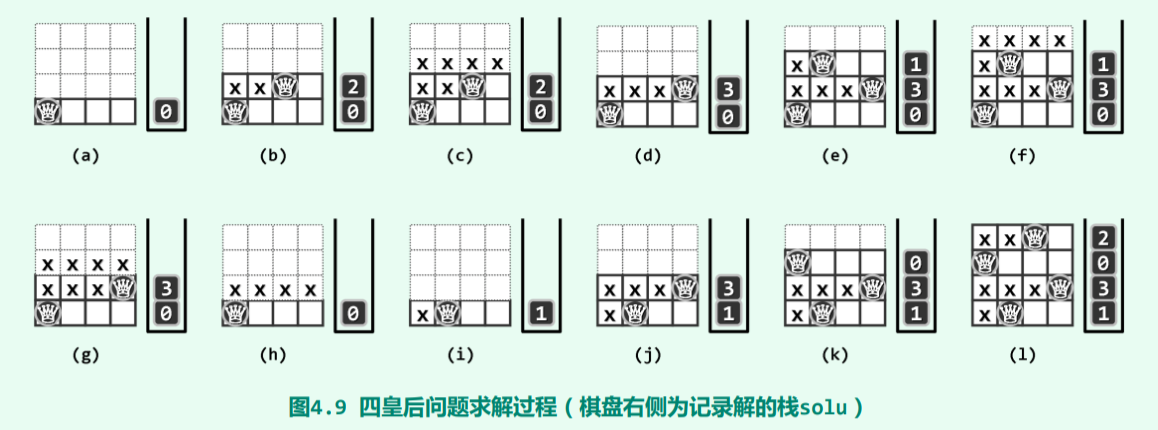 x x x x
x x x x x 1 x 1
x x 2 x x 2 x x x 3 x x x 3 x x x 3
0 0 0 0 0 0
(a) (b) (c) (d) (e) (f)
x x 2
x x x x 0 0
x x x 3 x x x x x x x 3 x x x 3 x x x 3
0 0 x 1 x 1 x 1 x 1
(g) (h) (i) (j) (k) (l)
图4.9 四皇后问题求解过程（棋盘右侧为记录解的栈solu）